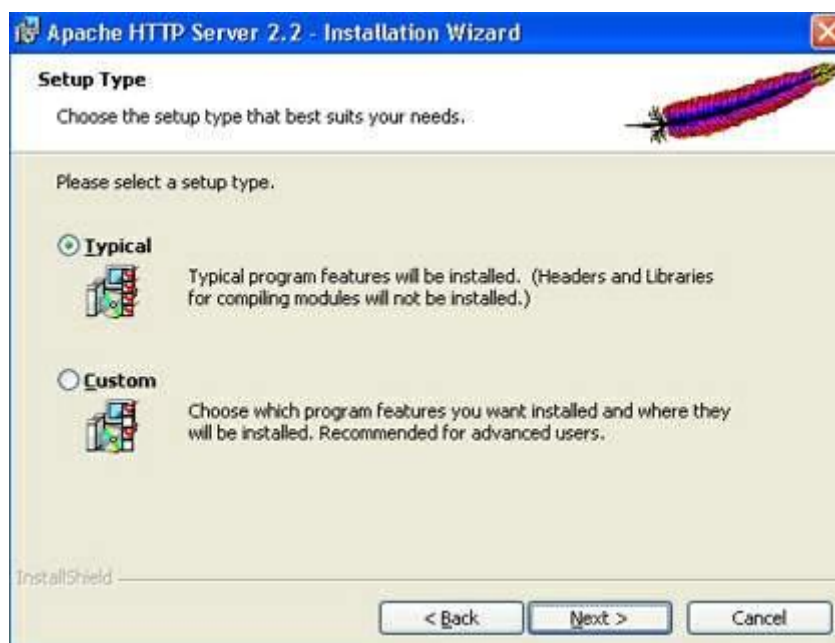 Apache HTTP Server 2.2 - Installation Wizard
Setup Type
Choose the setup type that best suits your needs.
Please select a setup type.
Typical
Typical program features will be installed. (Headers and Libraries
for compiling modules will not be installed.)
Custom
Choose which program features you want installed and where they
will be installed. Recommended for advanced users.
InstallShield
< Back
Next >
Cancel